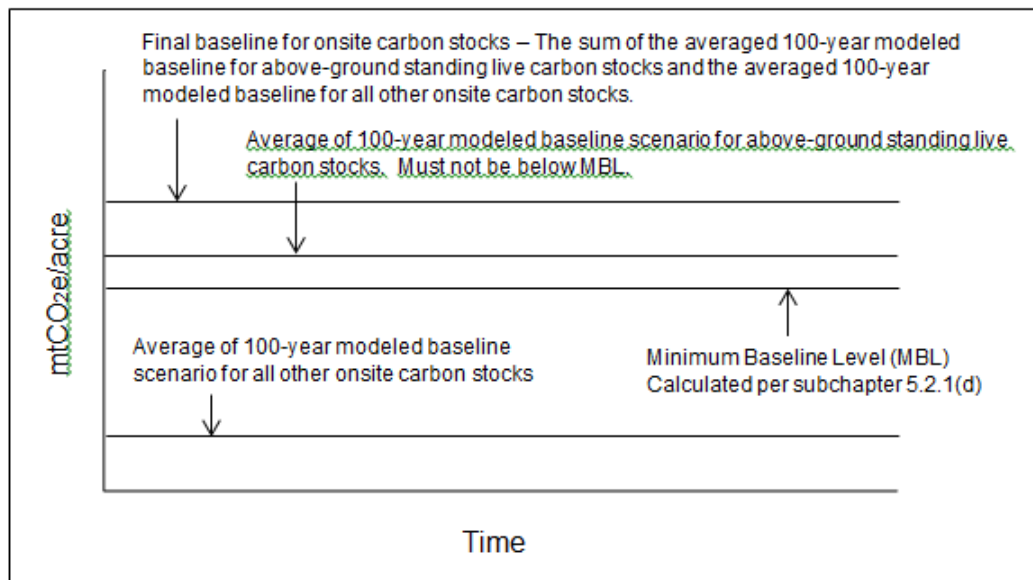 Final baseline for onsite carbon stocks – The sum of the averaged 100-year modeled
baseline for above-ground standing live carbon stocks and the averaged 100-year
modeled baseline for all other onsite carbon stocks.
Average of 100-year modeled baseline scenario for above-ground standing live
carbon stocks. Must not be below MBL.
mtCO2e/acre
Average of 100-year modeled baseline
scenario for all other onsite carbon stocks
Minimum Baseline Level (MBL)
Calculated per subchapter 5.2.1(d)
Time